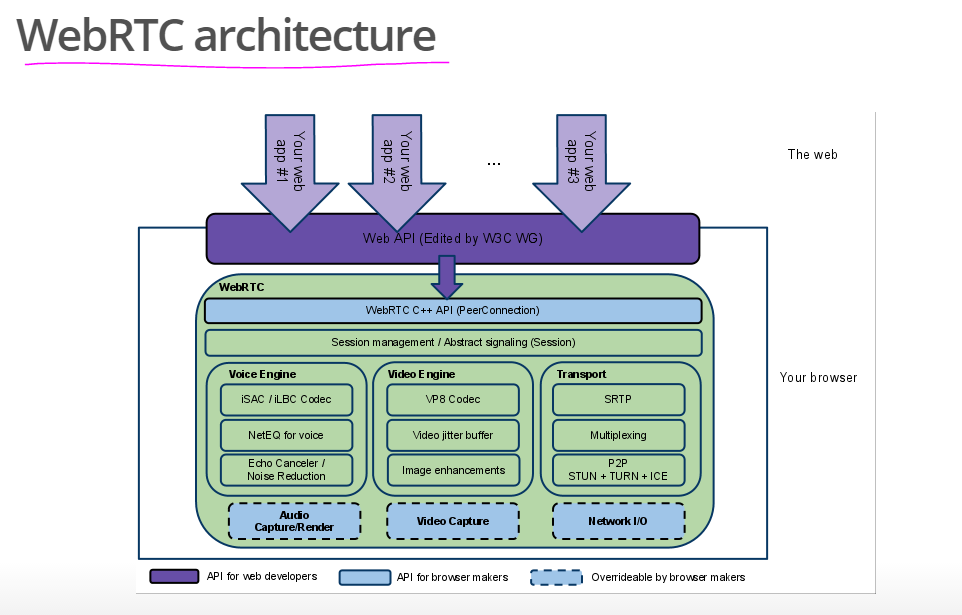 WebRTC architecture
Your web
app #1
Your web
app #2
...
Your web
app #3
The web
Web API (Edited by W3C WG)
WebRTC
WebRTC C++ API (PeerConnection)
Session management / Abstract signaling (Session)
Your browser
Voice Engine
iSAC / iLBC Codec
NetEQ for voice
Echo Canceler /
Noise Reduction
Video Engine
VP8 Codec
Video jitter buffer
Image enhancements
Transport
SRTP
Multiplexing
P2P
STUN + TURN + ICE
Audio
Capture/Render
Video Capture
Network I/O
API for web developers
API for browser makers
Overrideable by browser makers